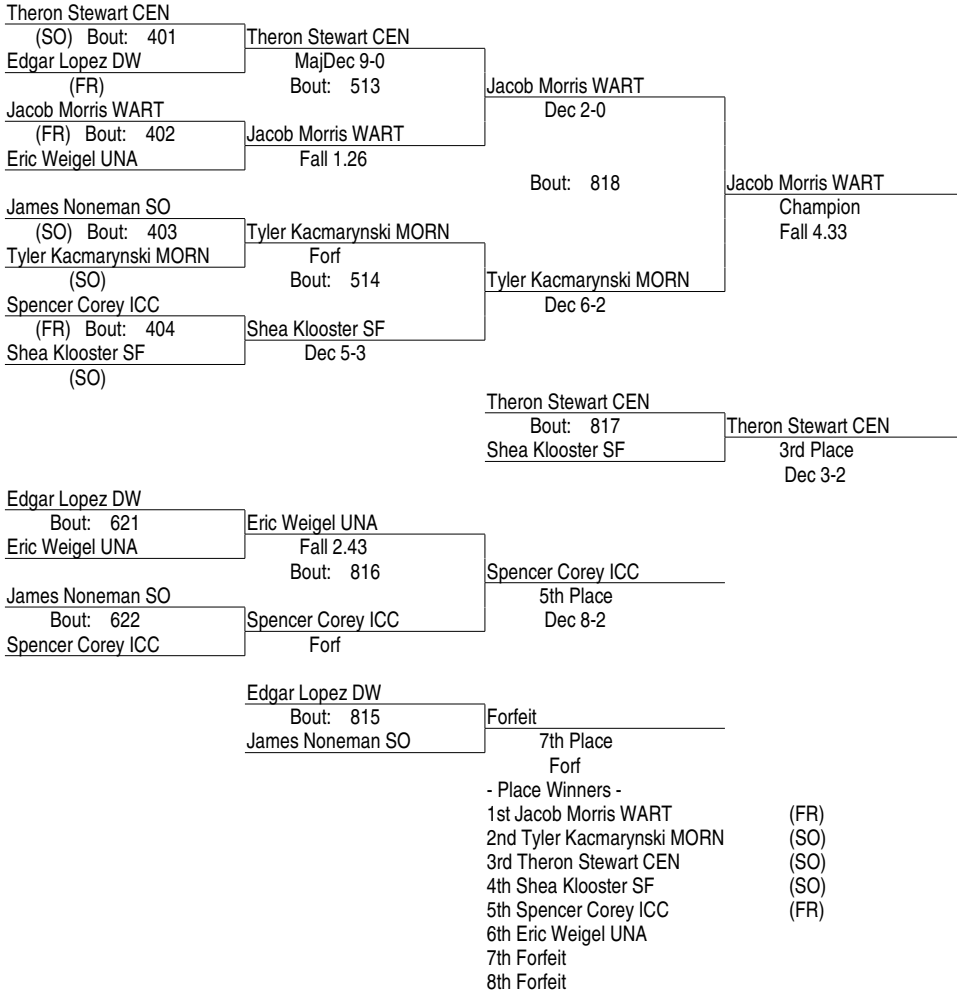 Theron Stewart CEN
(SO) Bout: 401
Theron Stewart CEN
Edgar Lopez DW
MajDec 9-0
(FR)
Bout: 513
Jacob Morris WART
Jacob Morris WART
Dec 2-0
(FR) Bout: 402
Jacob Morris WART
Eric Weigel UNA
Fall 1.26
Bout: 818
Jacob Morris WART
James Noneman SO
Champion
(SO) Bout: 403
Tyler Kacmarynski MORN
Fall 4.33
Tyler Kacmarynski MORN
Forf
(SO)
Bout: 514
Tyler Kacmarynski MORN
Spencer Corey ICC
Dec 6-2
(FR) Bout: 404
Shea Klooster SF
Shea Klooster SF
Dec 5-3
(SO)
Theron Stewart CEN
Bout: 817
Theron Stewart CEN
Shea Klooster SF
3rd Place
Dec 3-2
Edgar Lopez DW
Bout: 621
Eric Weigel UNA
Eric Weigel UNA
Fall 2.43
Bout: 816
Spencer Corey ICC
James Noneman SO
5th Place
Bout: 622
Spencer Corey ICC
Dec 8-2
Spencer Corey ICC
Forf
Edgar Lopez DW
Bout: 815
Forfeit
James Noneman SO
7th Place
Forf
- Place Winners -
1st Jacob Morris WART (FR)
2nd Tyler Kacmarynski MORN (SO)
3rd Theron Stewart CEN (SO)
4th Shea Klooster SF (SO)
5th Spencer Corey ICC (FR)
6th Eric Weigel UNA
7th Forfeit
8th Forfeit